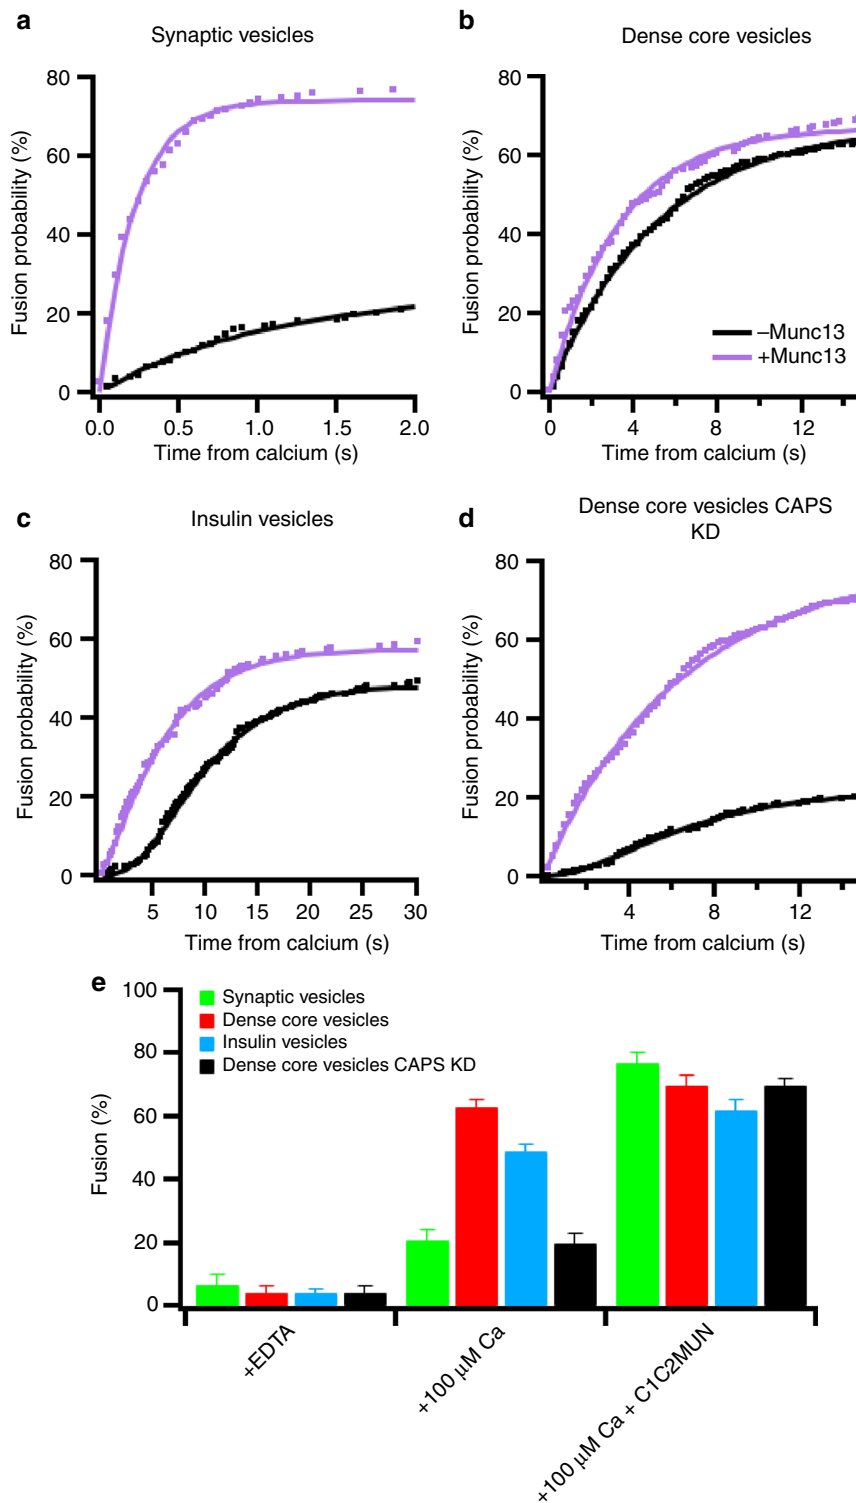 a
Synaptic vesicles
Fusion probability (%)
80
60
40
20
0
0.0 0.5 1.0 1.5 2.0
Time from calcium (s)
b
Dense core vesicles
Fusion probability (%)
80
60
40
20
0
–Munc13
+Munc13
0 4 8 12
Time from calcium (s)
c
Insulin vesicles
Fusion probability (%)
80
60
40
20
0
5 10 15 20 25 30
Time from calcium (s)
d
Dense core vesicles CAPS
KD
Fusion probability (%)
80
60
40
20
0
4 8 12
Time from calcium (s)
e
Fusion (%)
100
80
60
40
20
0
Synaptic vesicles
Dense core vesicles
Insulin vesicles
Dense core vesicles CAPS KD
+EDTA
+100 μM Ca
+100 μM Ca + C1C2MUN